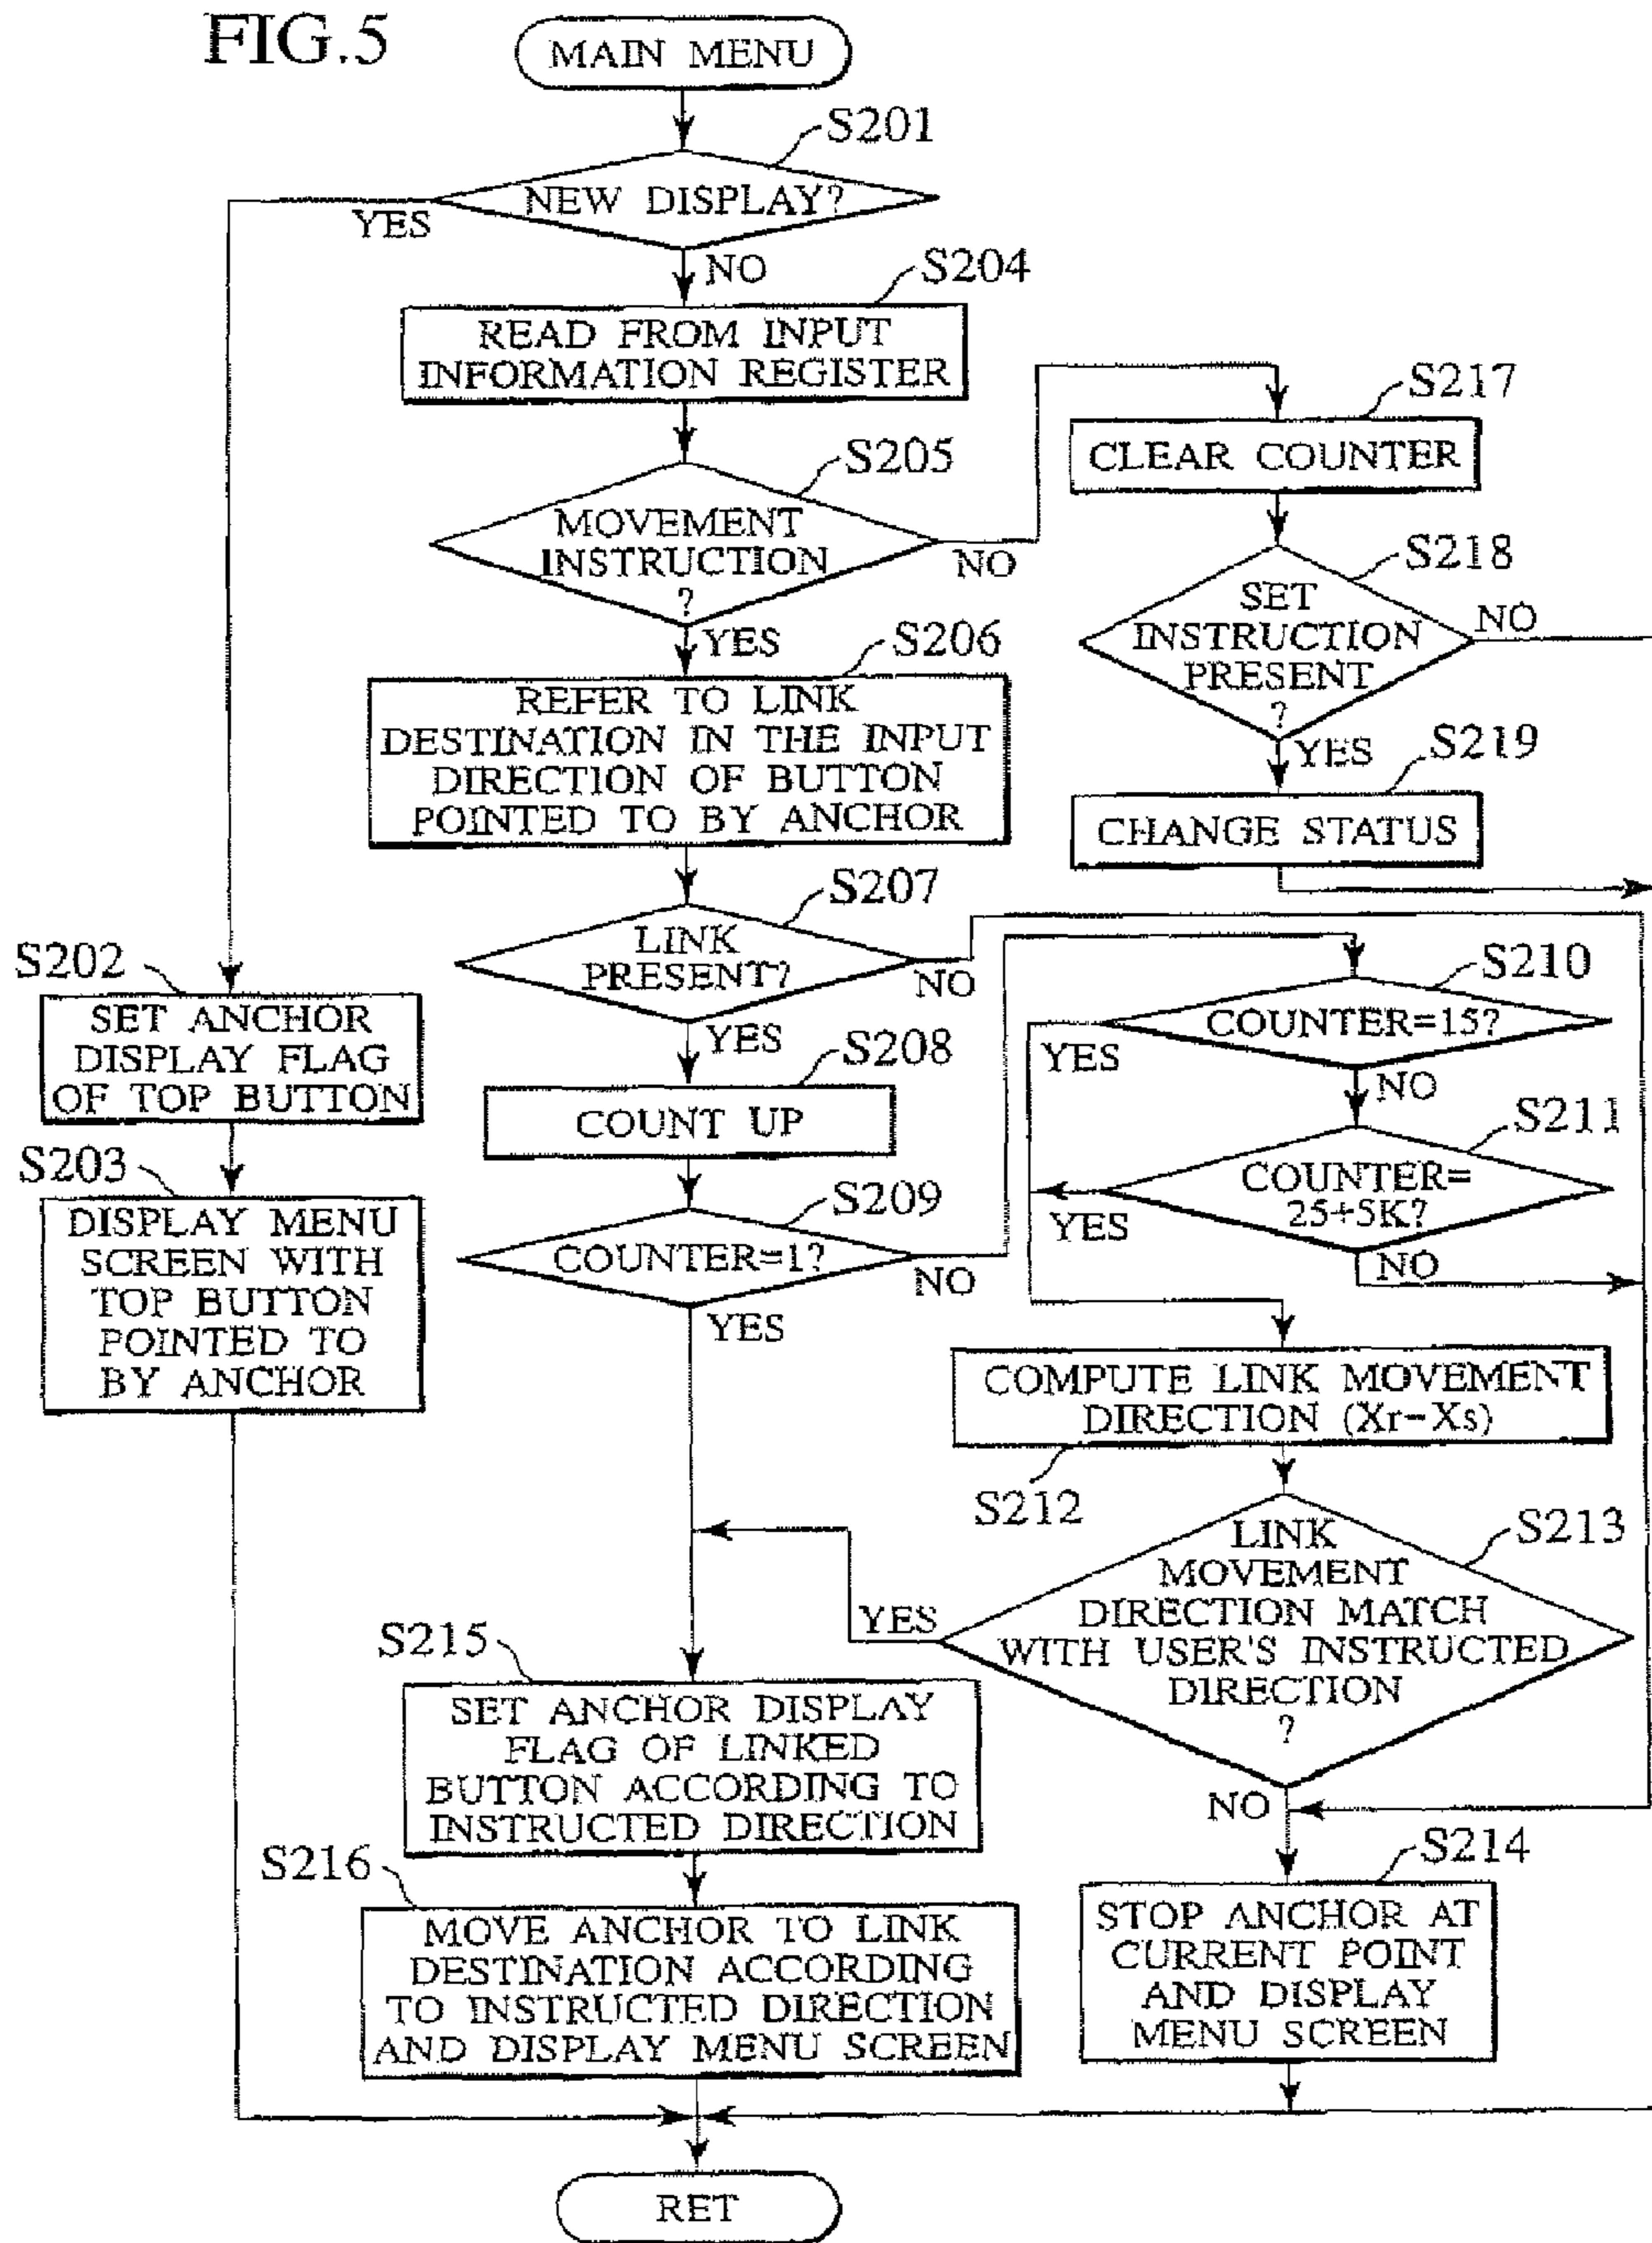 FIG.5
MAIN MENU
S201
NEW DISPLAY?
YES
NO
S204
READ FROM INPUT
INFORMATION REGISTER
S217
CLEAR COUNTER
S205
MOVEMENT
INSTRUCTION
?
NO
YES
S218
SET
INSTRUCTION
PRESENT
?
NO
YES
S206
REFER TO LINK
DESTINATION IN THE INPUT
DIRECTION OF BUTTON
POINTED TO BY ANCHOR
S219
CHANGE STATUS
S207
LINK
PRESENT?
NO
YES
S202
SET ANCHOR
DISPLAY FLAG
OF TOP BUTTON
S210
COUNTER=15?
YES
NO
S208
COUNT UP
S211
COUNTER=
25+5K?
YES
NO
S203
DISPLAY MENU
SCREEN WITH
TOP BUTTON
POINTED TO
BY ANCHOR
S209
COUNTER=1?
NO
YES
COMPUTE LINK MOVEMENT
DIRECTION (Xr-Xs)
S212
S213
LINK
MOVEMENT
DIRECTION MATCH
WITH USER'S INSTRUCTED
DIRECTION
?
YES
NO
S215
SET ANCHOR DISPLAY
FLAG OF LINKED
BUTTON ACCORDING TO
INSTRUCTED DIRECTION
S216
MOVE ANCHOR TO LINK
DESTINATION ACCORDING
TO INSTRUCTED DIRECTION
AND DISPLAY MENU SCREEN
S214
STOP ANCHOR AT
CURRENT POINT
AND DISPLAY
MENU SCREEN
RET